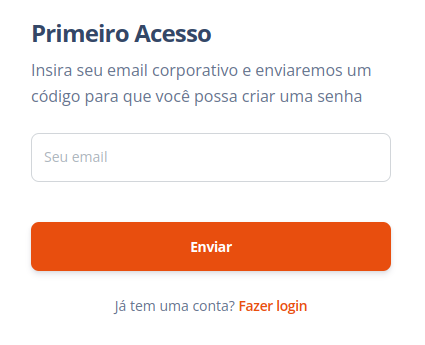 Primeiro Acesso
Insira seu email corporativo e enviaremos um
código para que você possa criar uma senha
Seu email
Enviar
Já tem uma conta? Fazer login